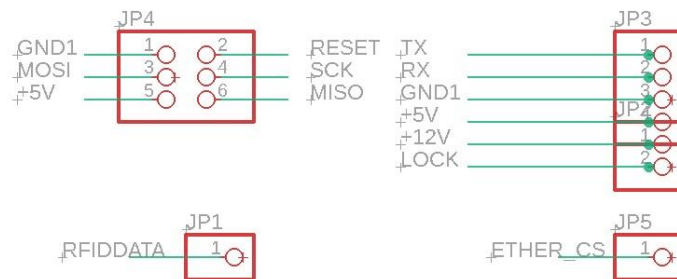 JP4 JP3
GND1 1 2 RESET TX 1
MOSI 3 4 SCK RX 2
+5V 5 6 MISO GND1 3
+5V 4
+12V 1
LOCK 2
JP1 JP5
RFIDDATA 1 ETHER_CS 1